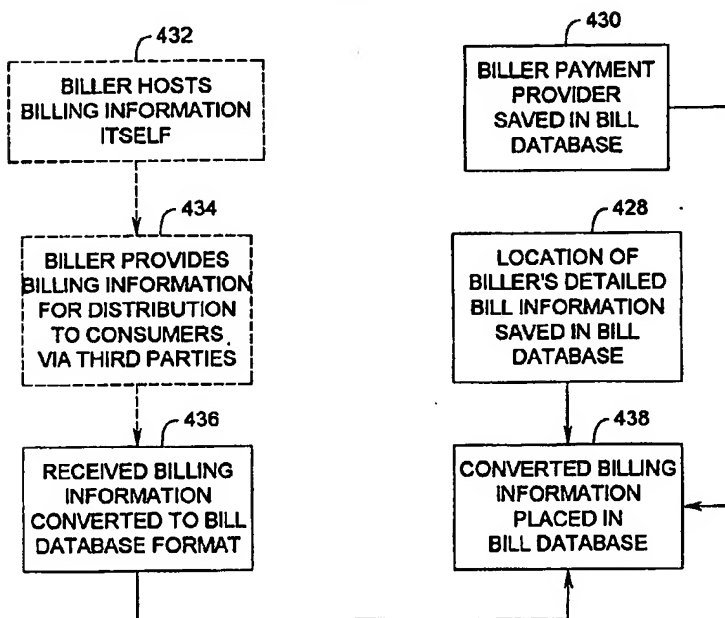 432
BILLER HOSTS
BILLING INFORMATION
ITSELF
434
BILLER PROVIDES
BILLING INFORMATION
FOR DISTRIBUTION
TO CONSUMERS
VIA THIRD PARTIES
436
RECEIVED BILLING
INFORMATION
CONVERTED TO BILL
DATABASE FORMAT
430
BILLER PAYMENT
PROVIDER
SAVED IN BILL
DATABASE
428
LOCATION OF
BILLER'S DETAILED
BILL INFORMATION
SAVED IN BILL
DATABASE
438
CONVERTED BILLING
INFORMATION
PLACED IN
BILL DATABASE